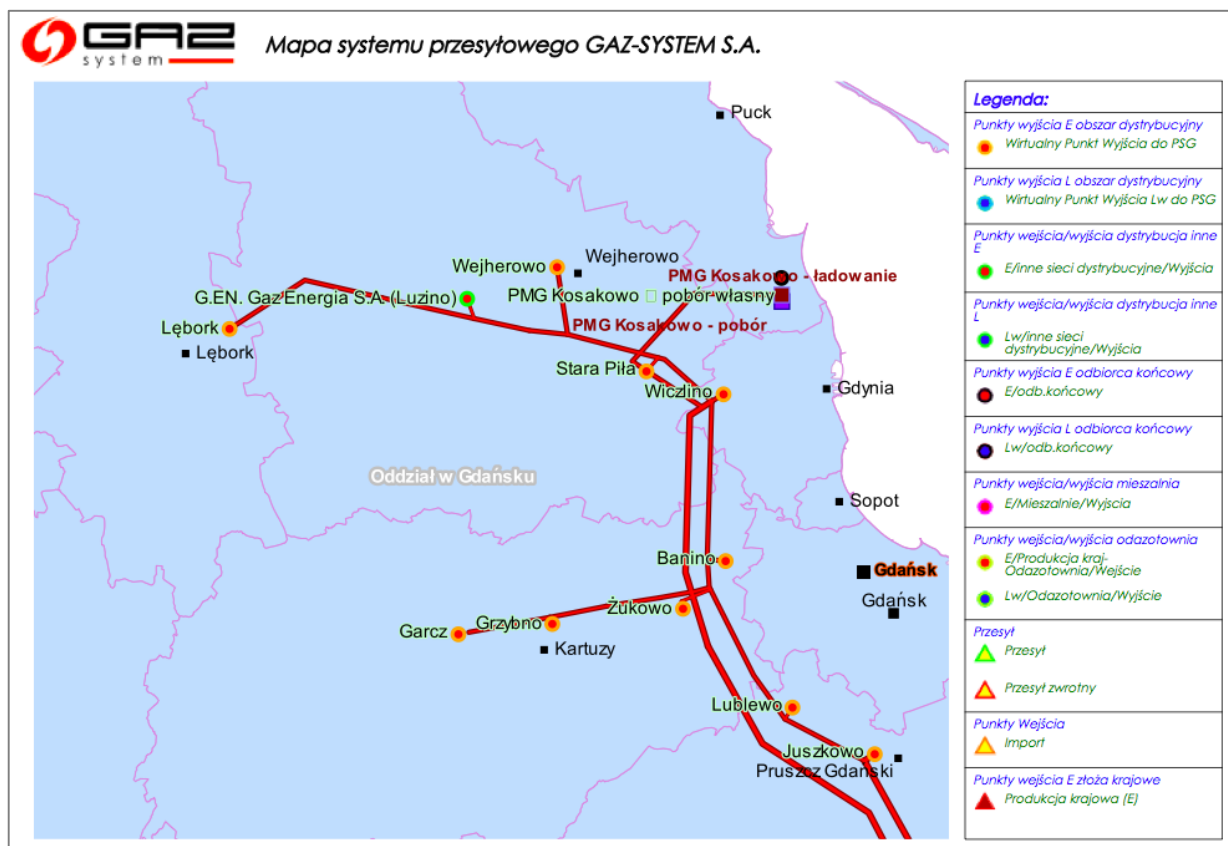 GAZ
system
Mapa systemu przesyłowego GAZ-SYSTEM S.A.
Puck
Wejherowo
Wejherowo
PMG Kosakowo - ładowanie
G.EN. Gaz Energia S.A. (Luzino)
PMG Kosakowo □ pobór-własny
Lębork
PMG Kosakowo - pobór
Lębork
Stara Piła
Wiczlino
Gdynia
Oddział w Gdańsku
Sopot
Banino
Gdańsk
Gdańsk
Żukowo
Grzybno
Garcz
Kartuzy
Lublewo
Juszkowo
Pruszcz Gdański
Legenda:
Punkty wyjścia E obszar dystrybucyjny
Wirtualny Punkt Wyjścia do PSG
Punkty wyjścia L obszar dystrybucyjny
Wirtualny Punkt Wyjścia Lw do PSG
Punkty wejścia/wyjścia dystrybucja inne
E
E/inne sieci dystrybucyjne/Wyjścia
Punkty wejścia/wyjścia dystrybucja inne
L
Lw/inne sieci
dystrybucyjne/Wyjścia
Punkty wyjścia E odbiorca końcowy
E/odb.końcowy
Punkty wyjścia L odbiorca końcowy
Lw/odb.końcowy
Punkty wejścia/wyjścia mieszalnia
E/Mieszalnie/Wyjscia
Punkty wejścia/wyjścia odazotownia
E/Produkcja kraj-
Odazotownia/Wejście
Lw/Odazotownia/Wyjście
Przesył
Przesył
Przesył zwrotny
Punkty Wejścia
Import
Punkty wejścia E złoża krajowe
Produkcja krajowa (E)